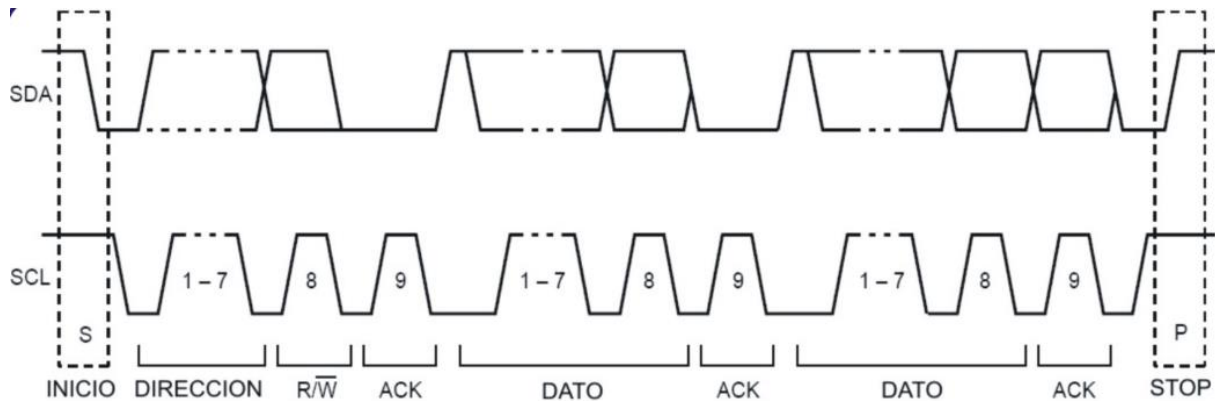 SDA
SCL 1 – 7 8 9 1 – 7 8 9 1 – 7 8 9
S P
INICIO DIRECCION R/W̅ ACK DATO ACK DATO ACK STOP